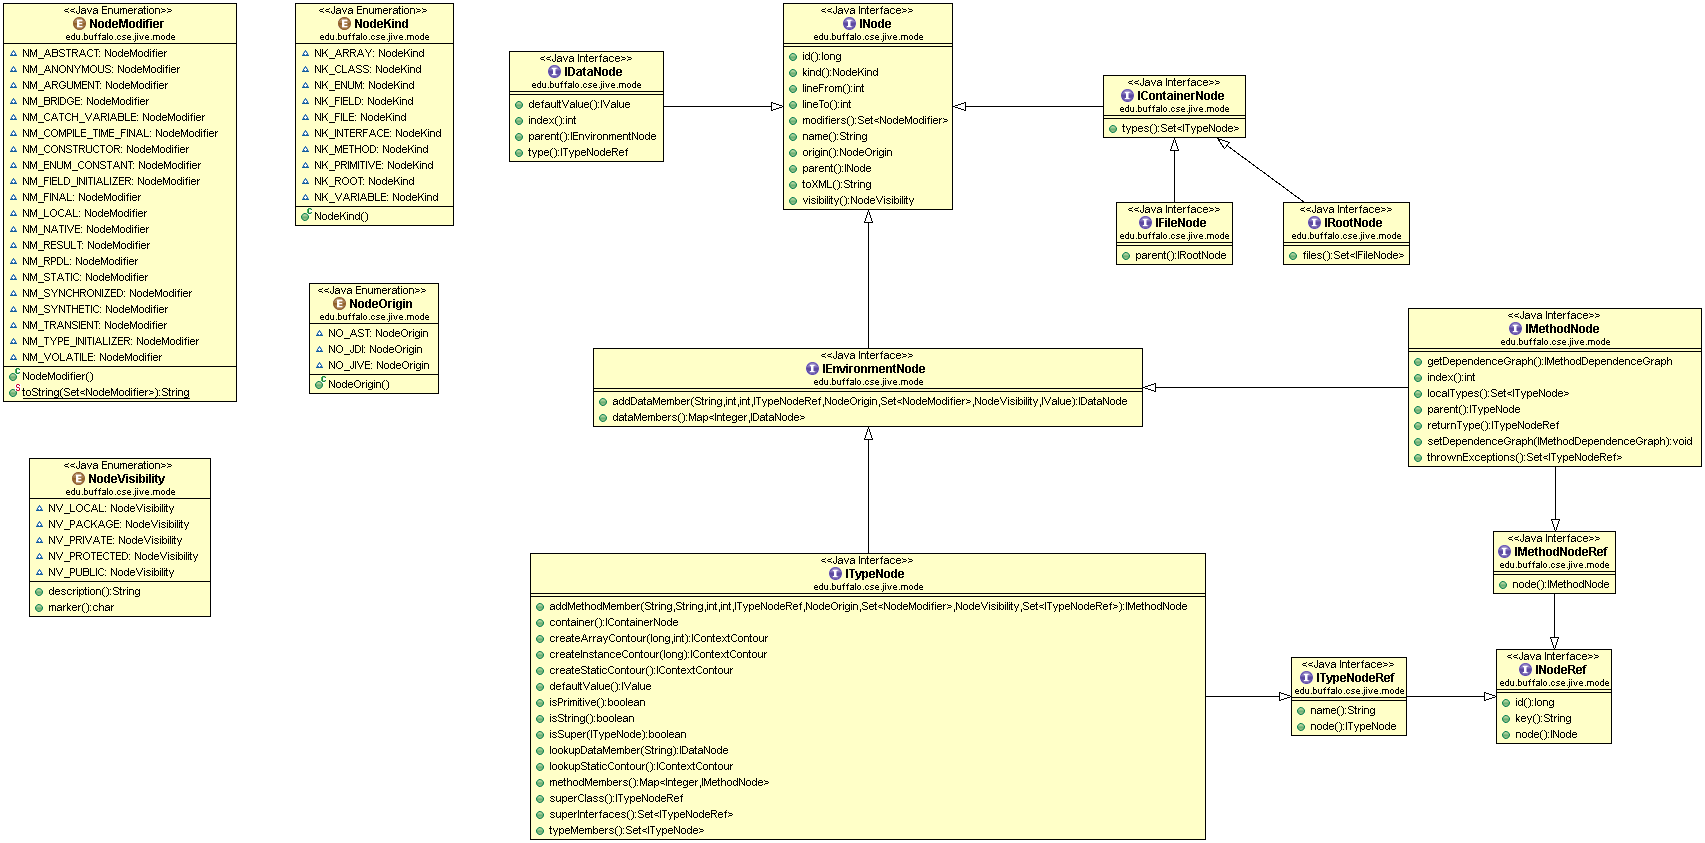 <<Java Enumeration>>
NodeModifier
edu.buffalo.cse.jive.mode
NM_ABSTRACT: NodeModifier
NM_ANONYMOUS: NodeModifier
NM_ARGUMENT: NodeModifier
NM_BRIDGE: NodeModifier
NM_CATCH_VARIABLE: NodeModifier
NM_COMPILE_TIME_FINAL: NodeModifier
NM_CONSTRUCTOR: NodeModifier
NM_ENUM_CONSTANT: NodeModifier
NM_FIELD_INITIALIZER: NodeModifier
NM_FINAL: NodeModifier
NM_LOCAL: NodeModifier
NM_NATIVE: NodeModifier
NM_RESULT: NodeModifier
NM_RPDL: NodeModifier
NM_STATIC: NodeModifier
NM_SYNCHRONIZED: NodeModifier
NM_SYNTHETIC: NodeModifier
NM_TRANSIENT: NodeModifier
NM_TYPE_INITIALIZER: NodeModifier
NM_VOLATILE: NodeModifier
NodeModifier()
toString(Set<NodeModifier>):String
<<Java Enumeration>>
NodeKind
edu.buffalo.cse.jive.mode
NK_ARRAY: NodeKind
NK_CLASS: NodeKind
NK_ENUM: NodeKind
NK_FIELD: NodeKind
NK_FILE: NodeKind
NK_INTERFACE: NodeKind
NK_METHOD: NodeKind
NK_PRIMITIVE: NodeKind
NK_ROOT: NodeKind
NK_VARIABLE: NodeKind
NodeKind()
<<Java Interface>>
IDataNode
edu.buffalo.cse.jive.mode
defaultValue():IValue
index():int
parent():IEnvironmentNode
type():ITypeNodeRef
<<Java Interface>>
INode
edu.buffalo.cse.jive.mode
id():long
kind():NodeKind
lineFrom():int
lineTo():int
modifiers():Set<NodeModifier>
name():String
origin():NodeOrigin
parent():INode
toXML():String
visibility():NodeVisibility
<<Java Interface>>
IContainerNode
edu.buffalo.cse.jive.mode
types():Set<ITypeNode>
<<Java Interface>>
IFileNode
edu.buffalo.cse.jive.mode
parent():IRootNode
<<Java Interface>>
IRootNode
edu.buffalo.cse.jive.mode
files():Set<IFileNode>
<<Java Enumeration>>
NodeOrigin
edu.buffalo.cse.jive.mode
NO_AST: NodeOrigin
NO_JDI: NodeOrigin
NO_JIVE: NodeOrigin
NodeOrigin()
<<Java Interface>>
IEnvironmentNode
edu.buffalo.cse.jive.mode
addDataMember(String,int,int,ITypeNodeRef,NodeOrigin,Set<NodeModifier>,NodeVisibility,IValue):IDataNode
dataMembers():Map<Integer,IDataNode>
<<Java Interface>>
IMethodNode
edu.buffalo.cse.jive.mode
getDependenceGraph():IMethodDependenceGraph
index():int
localTypes():Set<ITypeNode>
parent():ITypeNode
returnType():ITypeNodeRef
setDependenceGraph(IMethodDependenceGraph):void
thrownExceptions():Set<ITypeNodeRef>
<<Java Enumeration>>
NodeVisibility
edu.buffalo.cse.jive.mode
NV_LOCAL: NodeVisibility
NV_PACKAGE: NodeVisibility
NV_PRIVATE: NodeVisibility
NV_PROTECTED: NodeVisibility
NV_PUBLIC: NodeVisibility
description():String
marker():char
<<Java Interface>>
ITypeNode
edu.buffalo.cse.jive.mode
addMethodMember(String,String,int,int,ITypeNodeRef,NodeOrigin,Set<NodeModifier>,NodeVisibility,Set<ITypeNodeRef>):IMethodNode
container():IContainerNode
createArrayContour(long,int):IContextContour
createInstanceContour(long):IContextContour
createStaticContour():IContextContour
defaultValue():IValue
isPrimitive():boolean
isString():boolean
isSuper(ITypeNode):boolean
lookupDataMember(String):IDataNode
lookupStaticContour():IContextContour
methodMembers():Map<Integer,IMethodNode>
superClass():ITypeNodeRef
superInterfaces():Set<ITypeNodeRef>
typeMembers():Set<ITypeNode>
<<Java Interface>>
IMethodNodeRef
edu.buffalo.cse.jive.mode
node():IMethodNode
<<Java Interface>>
ITypeNodeRef
edu.buffalo.cse.jive.mode
name():String
node():ITypeNode
<<Java Interface>>
INodeRef
edu.buffalo.cse.jive.mode
id():long
key():String
node():INode